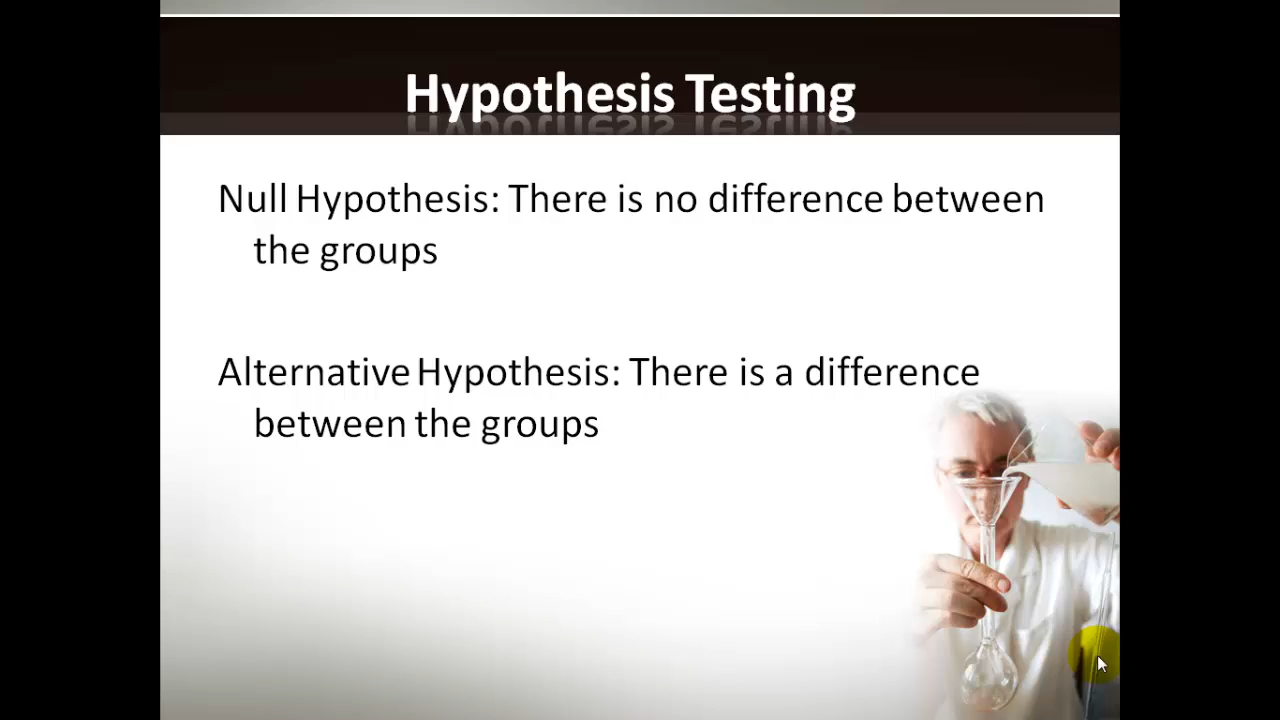 Hypothesis Testing
Null Hypothesis: There is no difference between
the groups
Alternative Hypothesis: There is a difference
between the groups